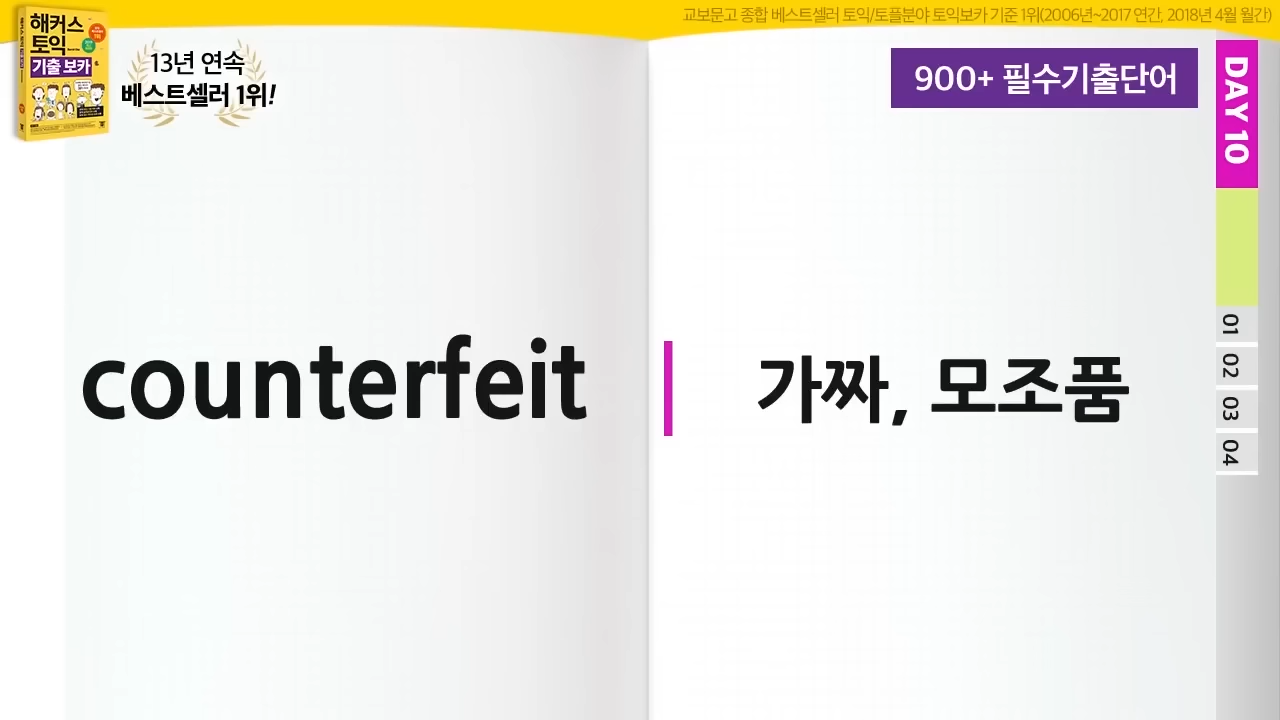 교보문고 종합 베스트셀러 토익/토플분야 토익보카 기준 1위(2006년~2017 연간, 2018년 4월 월간)
해커스
토익
기출 보카
13년 연속
베스트셀러 1위!
900+ 필수기출단어
DAY 10
counterfeit
가짜, 모조품
01
02
03
04